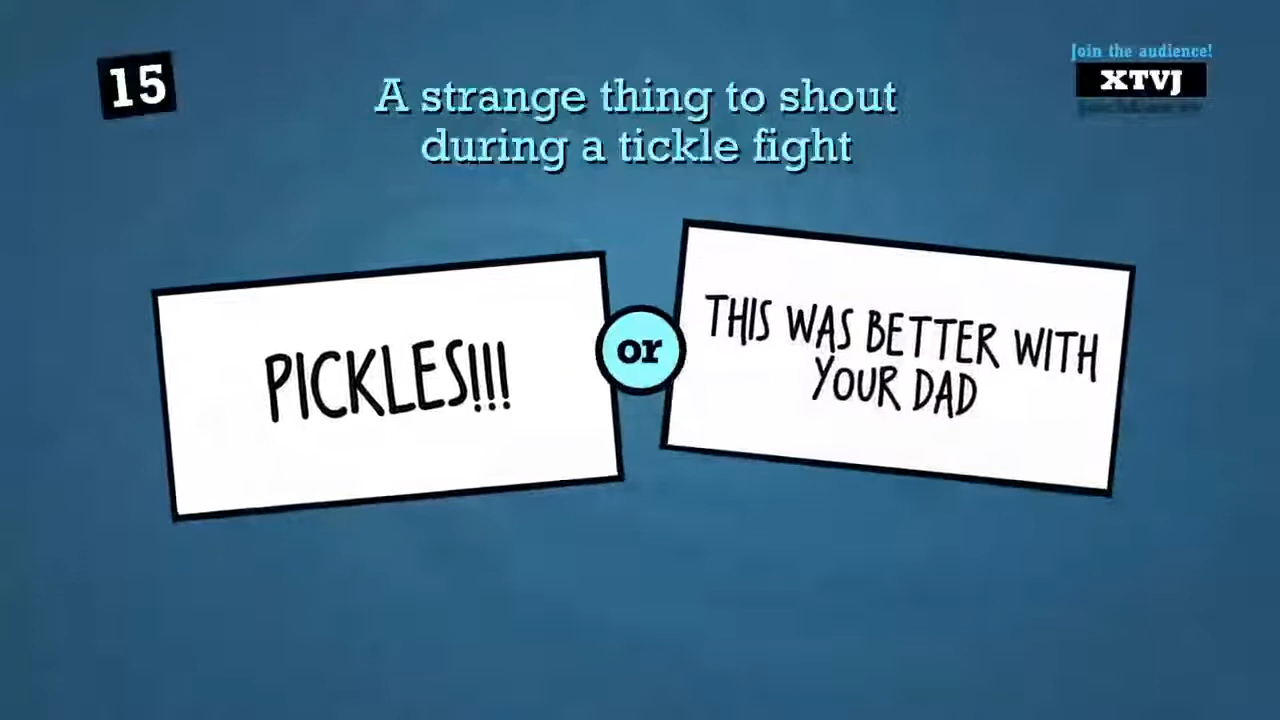 15
Join the audience!
XTVJ
A strange thing to shout
during a tickle fight
PICKLES!!!
or
THIS WAS BETTER WITH
YOUR DAD